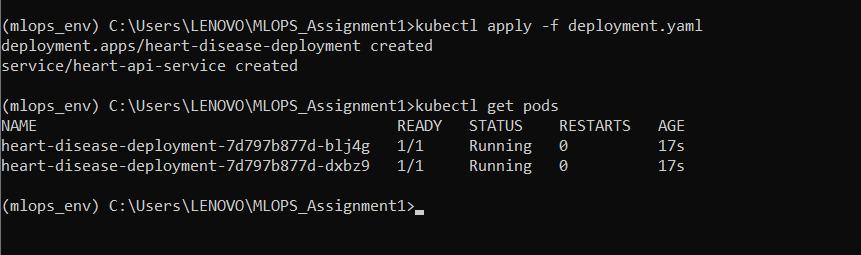 (mlops_env) C:\Users\LENOVO\MLOPS_Assignment1>kubectl apply -f deployment.yaml
deployment.apps/heart-disease-deployment created
service/heart-api-service created
(mlops_env) C:\Users\LENOVO\MLOPS_Assignment1>kubectl get pods
NAME READY STATUS RESTARTS AGE
heart-disease-deployment-7d797b877d-blj4g 1/1 Running 0 17s
heart-disease-deployment-7d797b877d-dxbz9 1/1 Running 0 17s
(mlops_env) C:\Users\LENOVO\MLOPS_Assignment1>